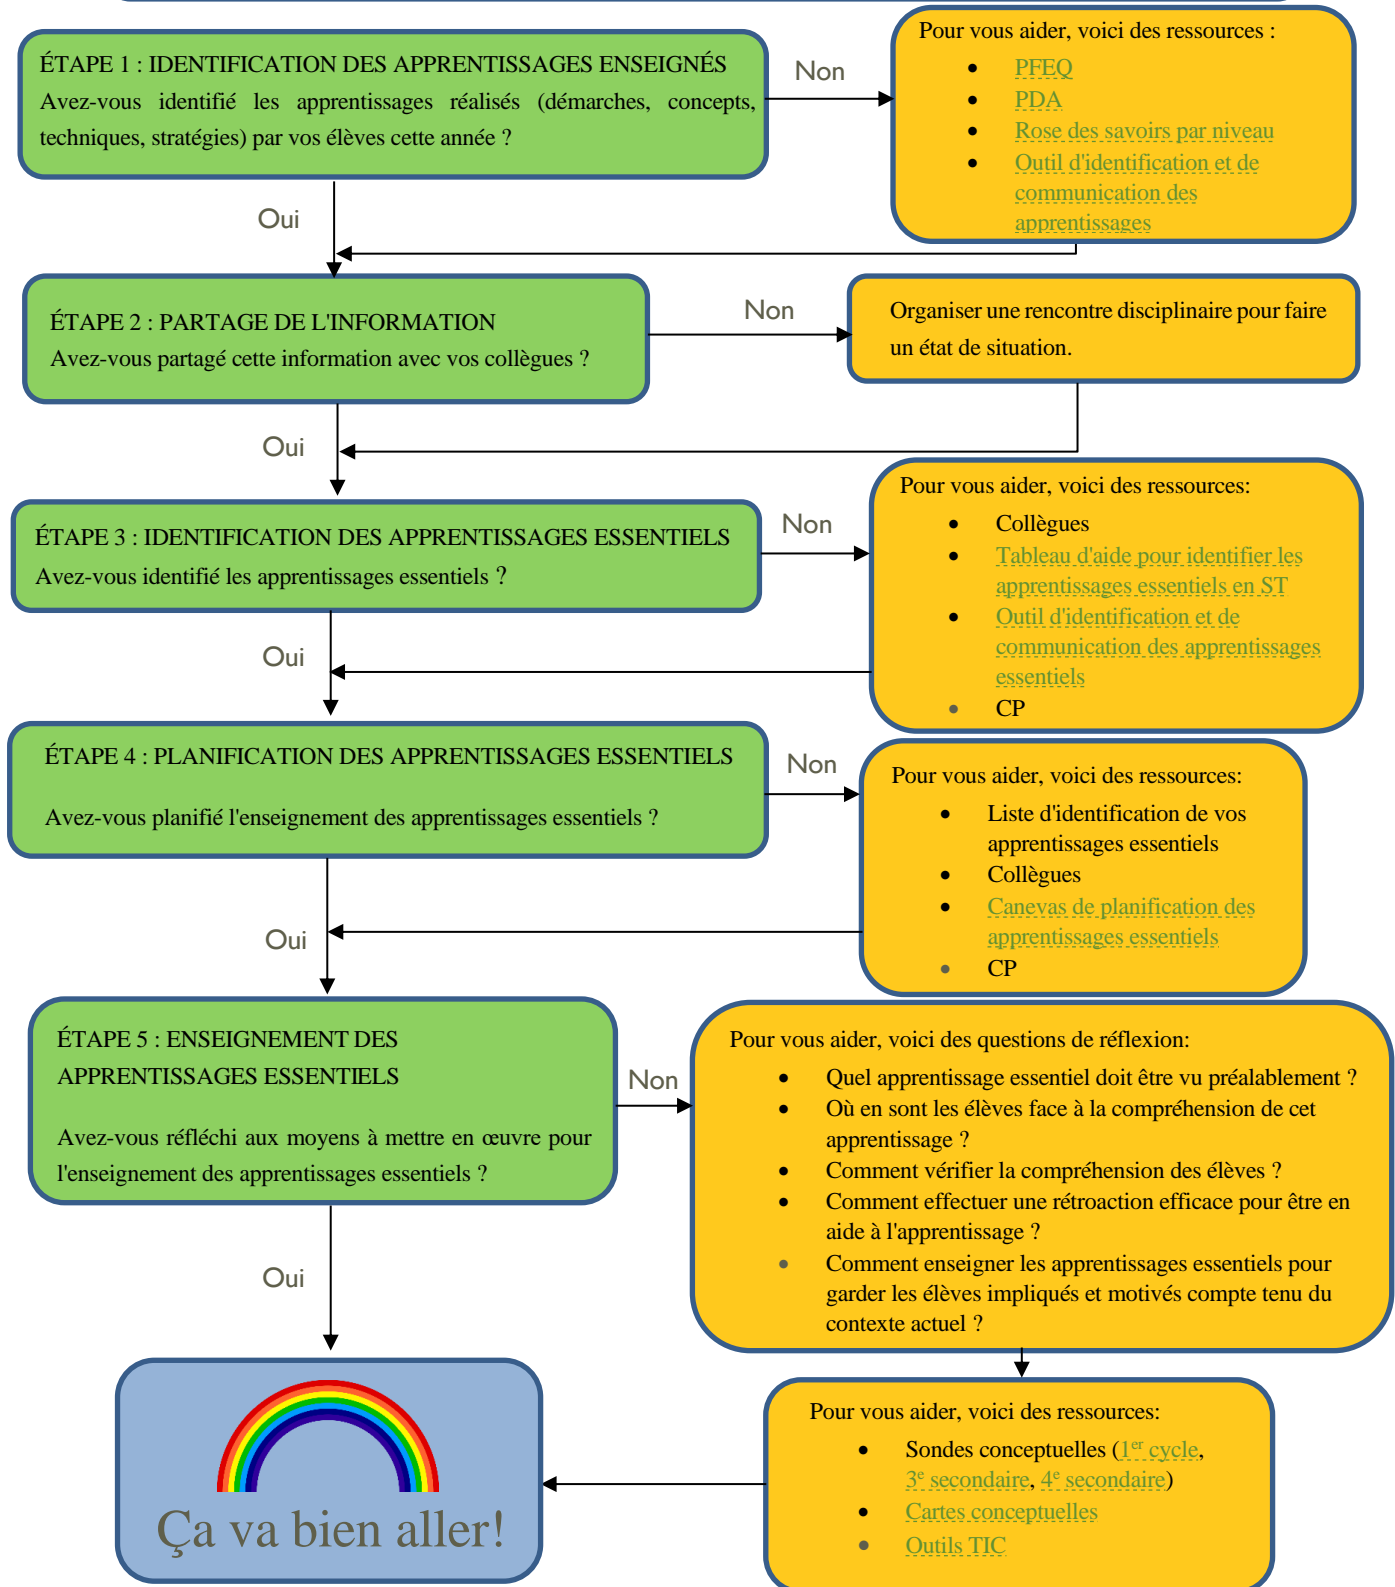 ÉTAPE 1 : IDENTIFICATION DES APPRENTISSAGES ENSEIGNÉS
Avez-vous identifié les apprentissages réalisés (démarches, concepts,
techniques, stratégies) par vos élèves cette année ?
Non
Pour vous aider, voici des ressources :
• PFEQ
• PDA
• Rose des savoirs par niveau
• Outil d'identification et de
communication des
apprentissages
Oui
ÉTAPE 2 : PARTAGE DE L'INFORMATION
Avez-vous partagé cette information avec vos collègues ?
Non
Organiser une rencontre disciplinaire pour faire
un état de situation.
Oui
ÉTAPE 3 : IDENTIFICATION DES APPRENTISSAGES ESSENTIELS
Avez-vous identifié les apprentissages essentiels ?
Non
Pour vous aider, voici des ressources:
• Collègues
• Tableau d'aide pour identifier les
apprentissages essentiels en ST
• Outil d'identification et de
communication des apprentissages
essentiels
• CP
Oui
ÉTAPE 4 : PLANIFICATION DES APPRENTISSAGES ESSENTIELS
Avez-vous planifié l'enseignement des apprentissages essentiels ?
Non
Pour vous aider, voici des ressources:
• Liste d'identification de vos
apprentissages essentiels
• Collègues
• Canevas de planification des
apprentissages essentiels
• CP
Oui
ÉTAPE 5 : ENSEIGNEMENT DES
APPRENTISSAGES ESSENTIELS
Avez-vous réfléchi aux moyens à mettre en œuvre pour
l'enseignement des apprentissages essentiels ?
Non
Pour vous aider, voici des questions de réflexion:
• Quel apprentissage essentiel doit être vu préalablement ?
• Où en sont les élèves face à la compréhension de cet
apprentissage ?
• Comment vérifier la compréhension des élèves ?
• Comment effectuer une rétroaction efficace pour être en
aide à l'apprentissage ?
• Comment enseigner les apprentissages essentiels pour
garder les élèves impliqués et motivés compte tenu du
contexte actuel ?
Oui
Pour vous aider, voici des ressources:
• Sondes conceptuelles (1er cycle,
3e secondaire, 4e secondaire)
• Cartes conceptuelles
• Outils TIC
Ça va bien aller!